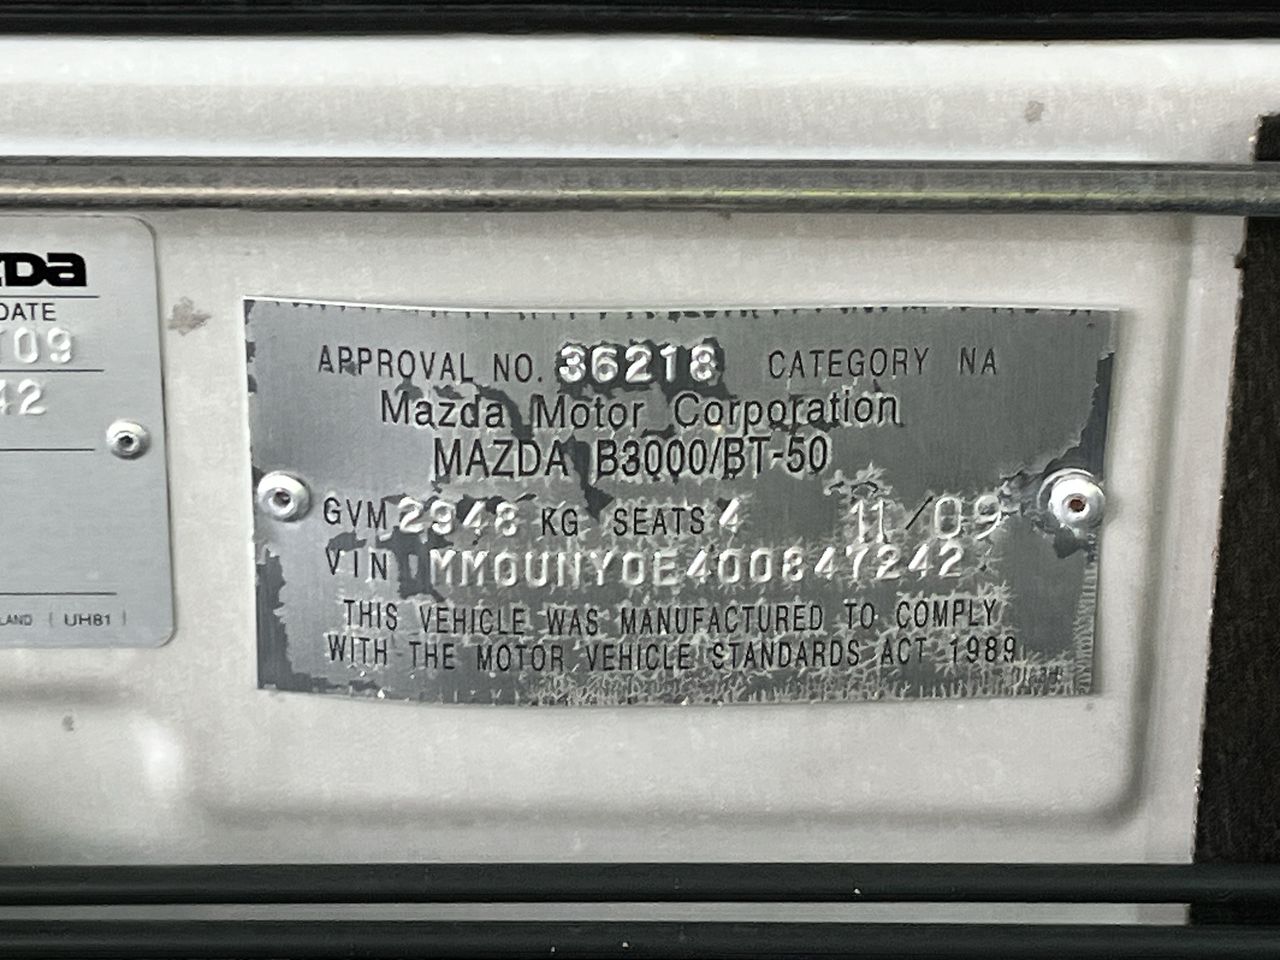 DATE
09
42
LAND ( UH81 )
APPROVAL NO. 36218 CATEGORY NA
Mazda Motor Corporation
MAZDA B3000/BT-50
GVM 2948 KG SEATS 4 11/09
VIN MM0UNY0E400847242
THIS VEHICLE WAS MANUFACTURED TO COMPLY
WITH THE MOTOR VEHICLE STANDARDS ACT 1989